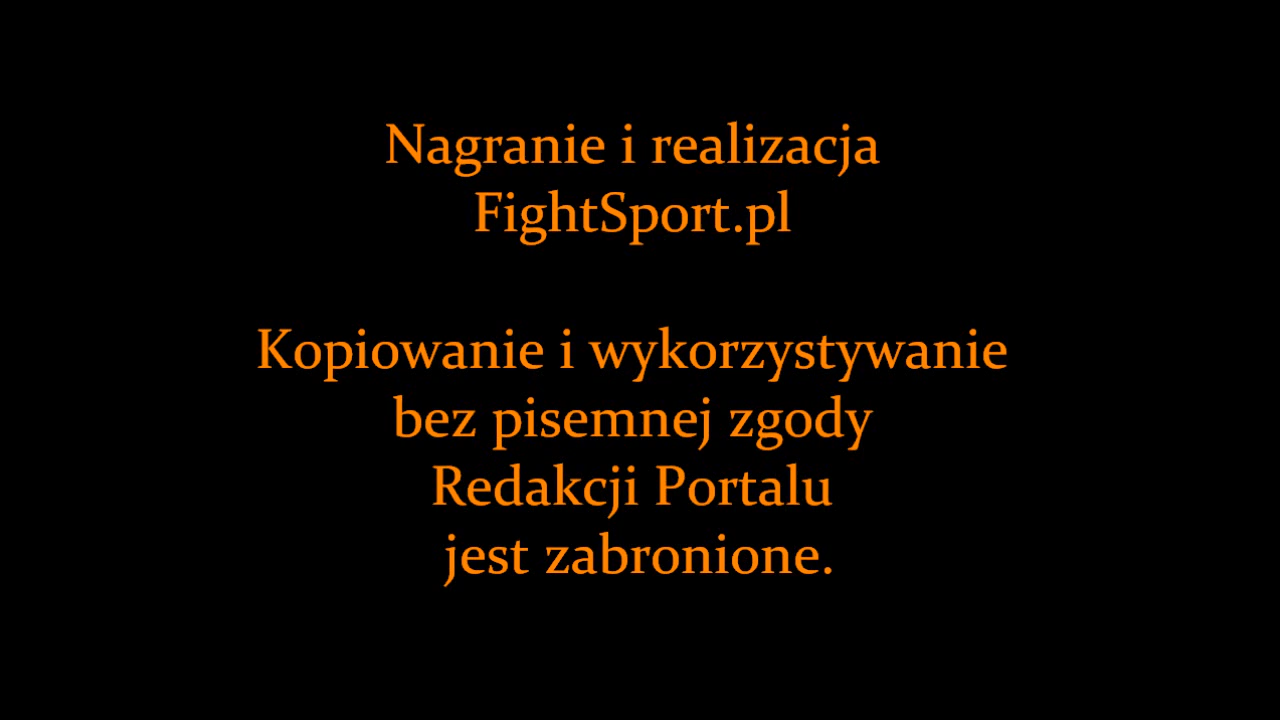 Nagranie i realizacja
FightSport.pl
Kopiowanie i wykorzystywanie
bez pisemnej zgody
Redakcji Portalu
jest zabronione.